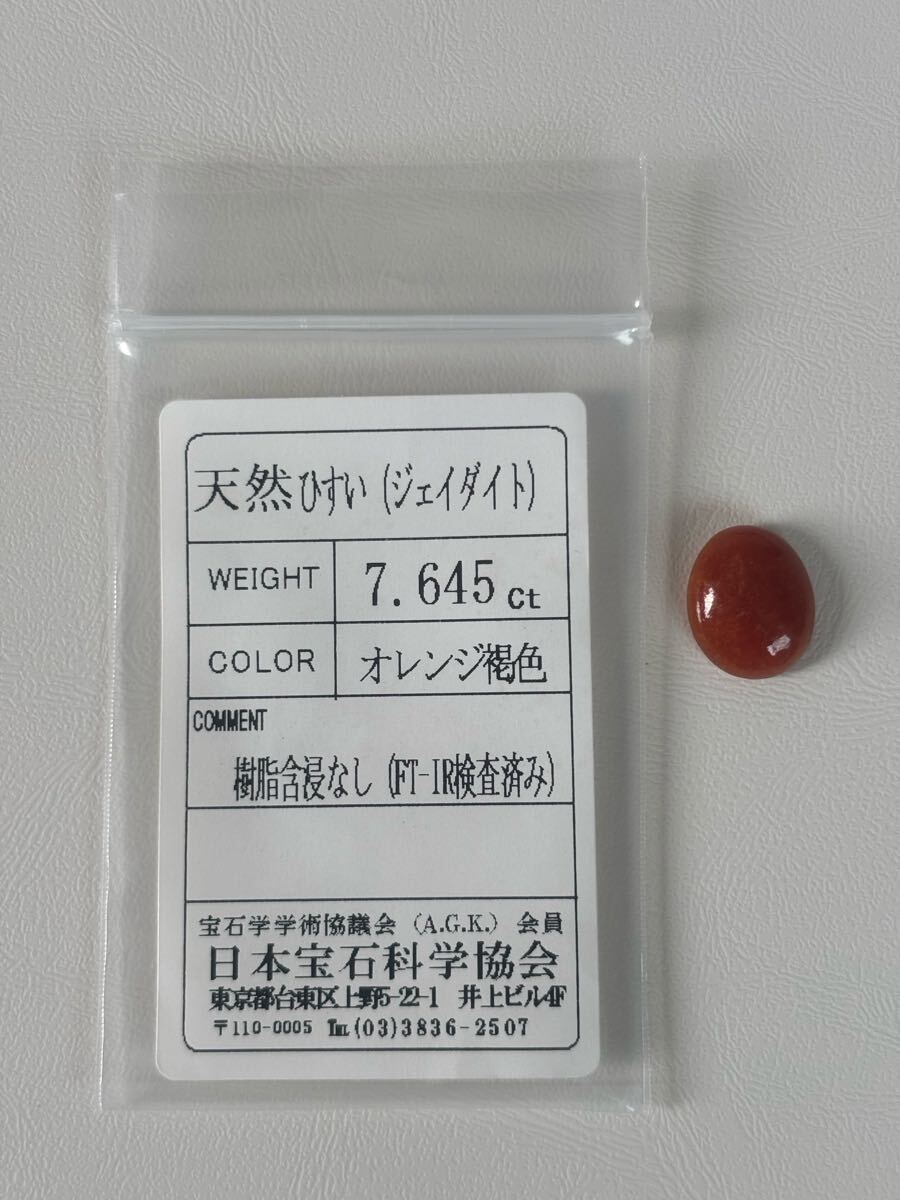 天然ひすい (ジェイダイト)
WEIGHT 7.645 ct
COLOR オレンジ褐色
COMMENT
樹脂含浸なし (FT-IR検査済み)
宝石学学術協議会 (A.G.K.) 会員
日本宝石科学協会
東京都台東区上野5-22-1 井上ビル4F
〒110-0005 ℡(03)3836-2507